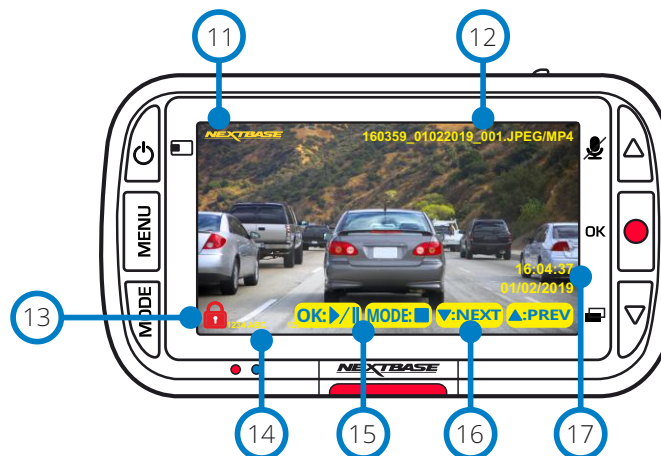 11
12
NEXTBASE
160359_01022019_001.JPEG/MP4
MENU
OK
MODE
16:04:37
01/02/2019
13
OK:▶/|| MODE:■ ▼:NEXT ▲:PREV
NEXTBASE
14
15
16
17